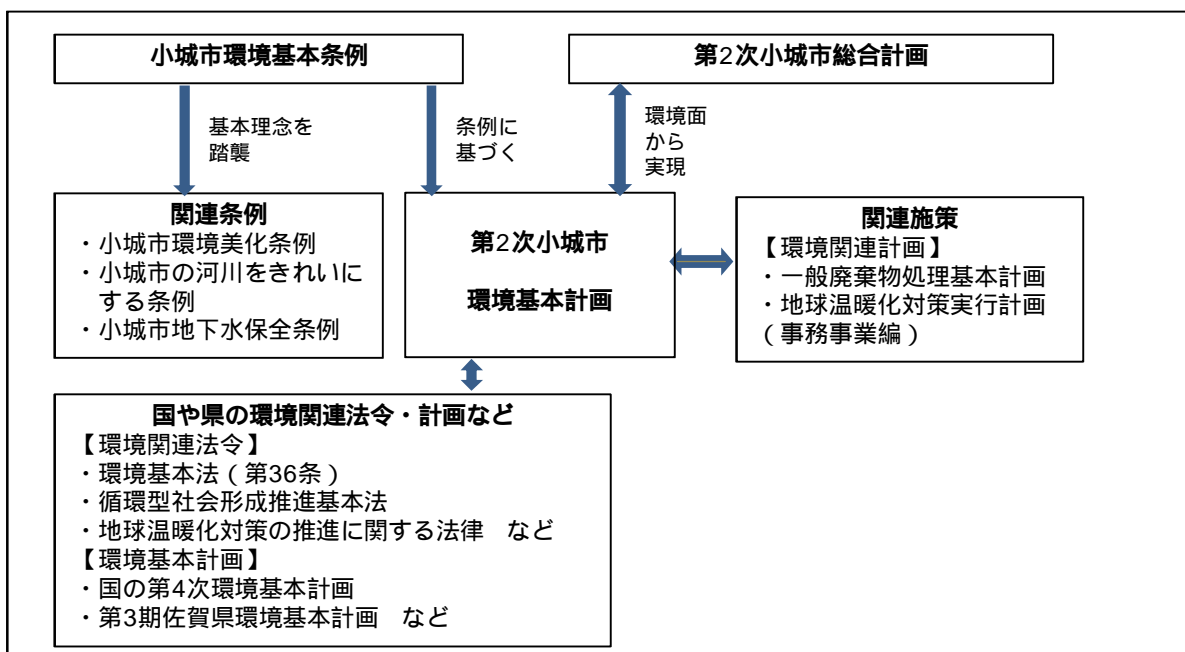 小城市環境基本条例
第2次小城市総合計画
基本理念を
踏襲
条例に
基づく
環境面
から
実現
関連条例
・小城市環境美化条例
・小城市の河川をきれいに
する条例
・小城市地下水保全条例
第2次小城市
環境基本計画
関連施策
【環境関連計画】
・一般廃棄物処理基本計画
・地球温暖化対策実行計画
(事務事業編)
国や県の環境関連法令・計画など
【環境関連法令】
・環境基本法(第36条)
・循環型社会形成推進基本法
・地球温暖化対策の推進に関する法律　など
【環境基本計画】
・国の第4次環境基本計画
・第3期佐賀県環境基本計画　など